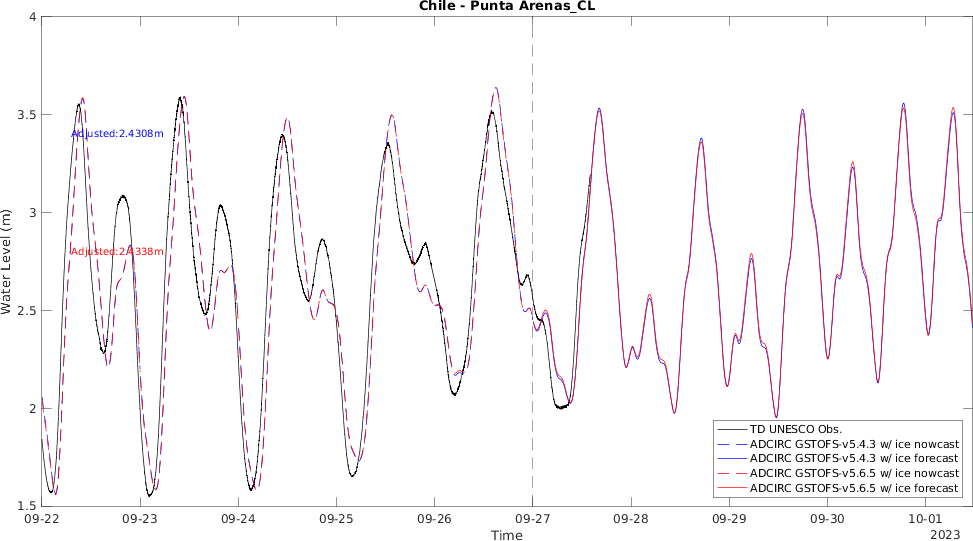 Chile - Punta Arenas_CL
4
3.5
3
2.5
2
1.5
Water Level (m)
Adjusted:2.4308m
Adjusted:2.4338m
TD UNESCO Obs.
ADCIRC GSTOFS-v5.4.3 w/ ice nowcast
ADCIRC GSTOFS-v5.4.3 w/ ice forecast
ADCIRC GSTOFS-v5.6.5 w/ ice nowcast
ADCIRC GSTOFS-v5.6.5 w/ ice forecast
09-22 09-23 09-24 09-25 09-26 09-27 09-28 09-29 09-30 10-01
Time
2023